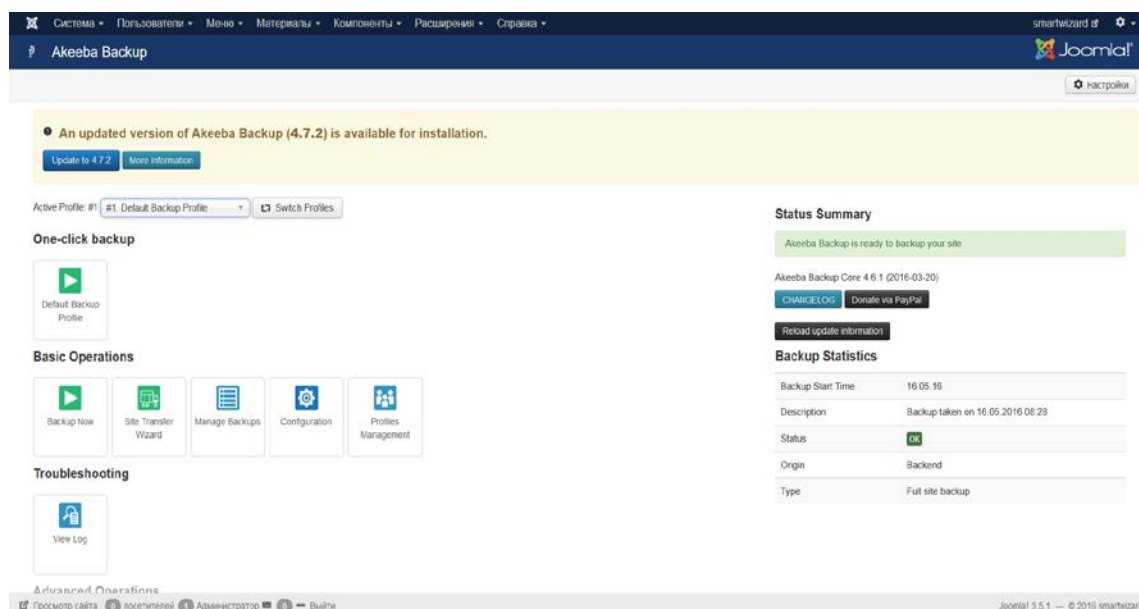 Система Пользователи Меню Материалы Компоненты Расширения Справка smartwizard
Akeeba Backup Joomla!
Настройки
An updated version of Akeeba Backup (4.7.2) is available for installation.
Update to 4.7.2 More information
Active Profile: #1 #1. Default Backup Profile Switch Profiles
One-click backup
Default Backup Profile
Basic Operations
Backup Now
Site Transfer Wizard
Manage Backups
Configuration
Profiles Management
Troubleshooting
View Log
Advanced Operations
Status Summary
Akeeba Backup is ready to backup your site
Akeeba Backup Core 4.6.1 (2016-03-20)
CHANGELOG Donate via PayPal
Reload update information
Backup Statistics
Backup Start Time 16.05.16
Description Backup taken on 16.05.2016 08:23
Status OK
Origin Backend
Type Full site backup
Просмотр сайта 0 посетителей 1 Администратор 0 Выйти
Joomla! 3.5.1 — © 2016 smartwizard